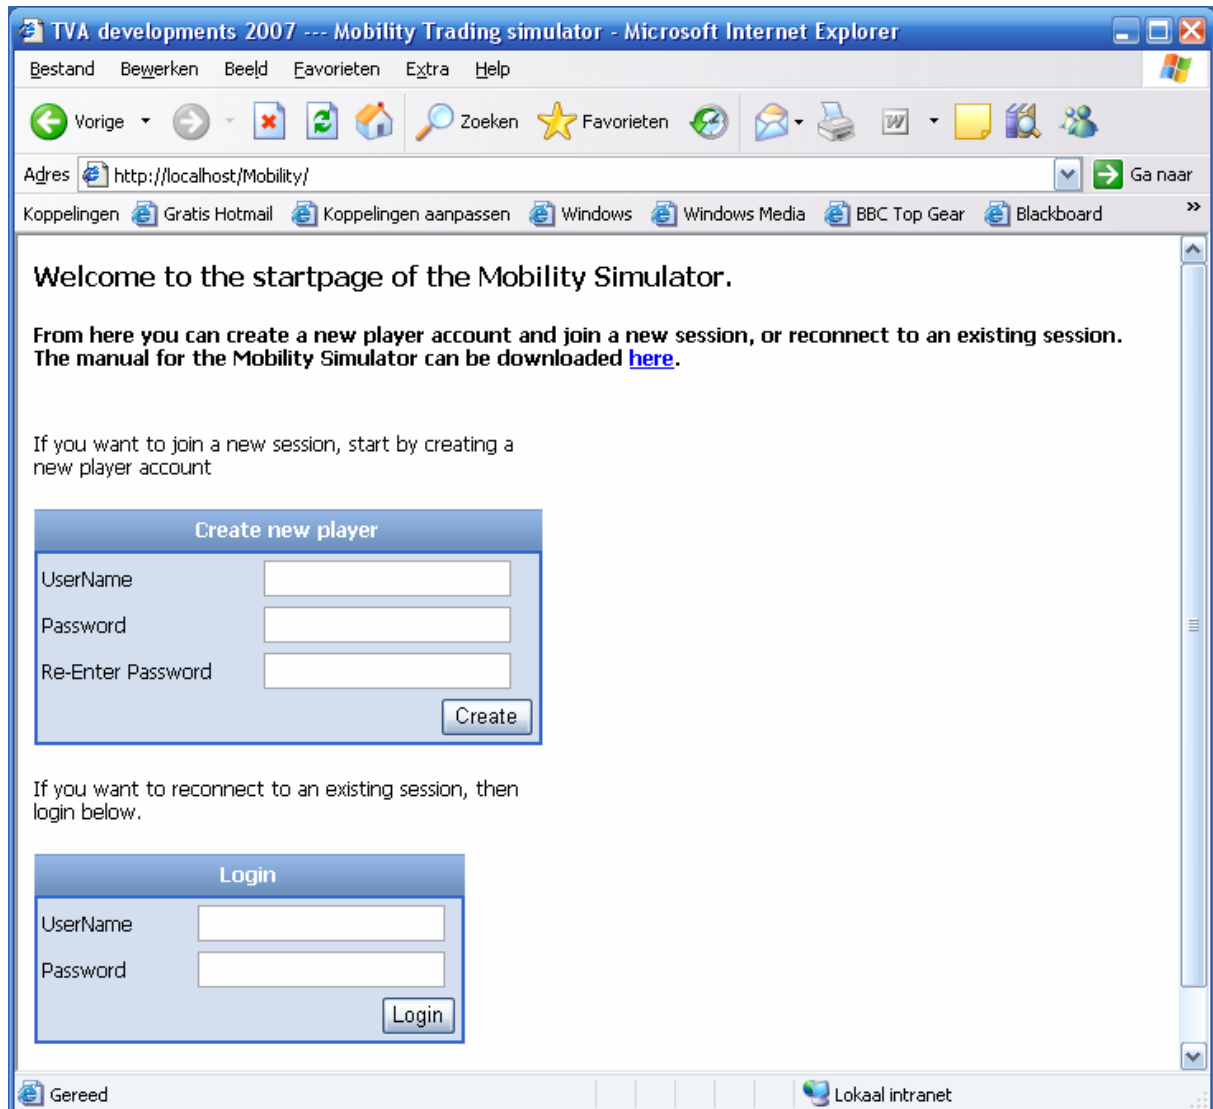 TVA developments 2007 --- Mobility Trading simulator - Microsoft Internet Explorer
Bestand Bewerken Beeld Favorieten Extra Help
Vorige Zoeken Favorieten
Adres http://localhost/Mobility/ Ga naar
Koppelingen Gratis Hotmail Koppelingen aanpassen Windows Windows Media BBC Top Gear Blackboard »
Welcome to the startpage of the Mobility Simulator.
From here you can create a new player account and join a new session, or reconnect to an existing session.
The manual for the Mobility Simulator can be downloaded here.
If you want to join a new session, start by creating a
new player account
Create new player
UserName
Password
Re-Enter Password
Create
If you want to reconnect to an existing session, then
login below.
Login
UserName
Password
Login
Gereed Lokaal intranet